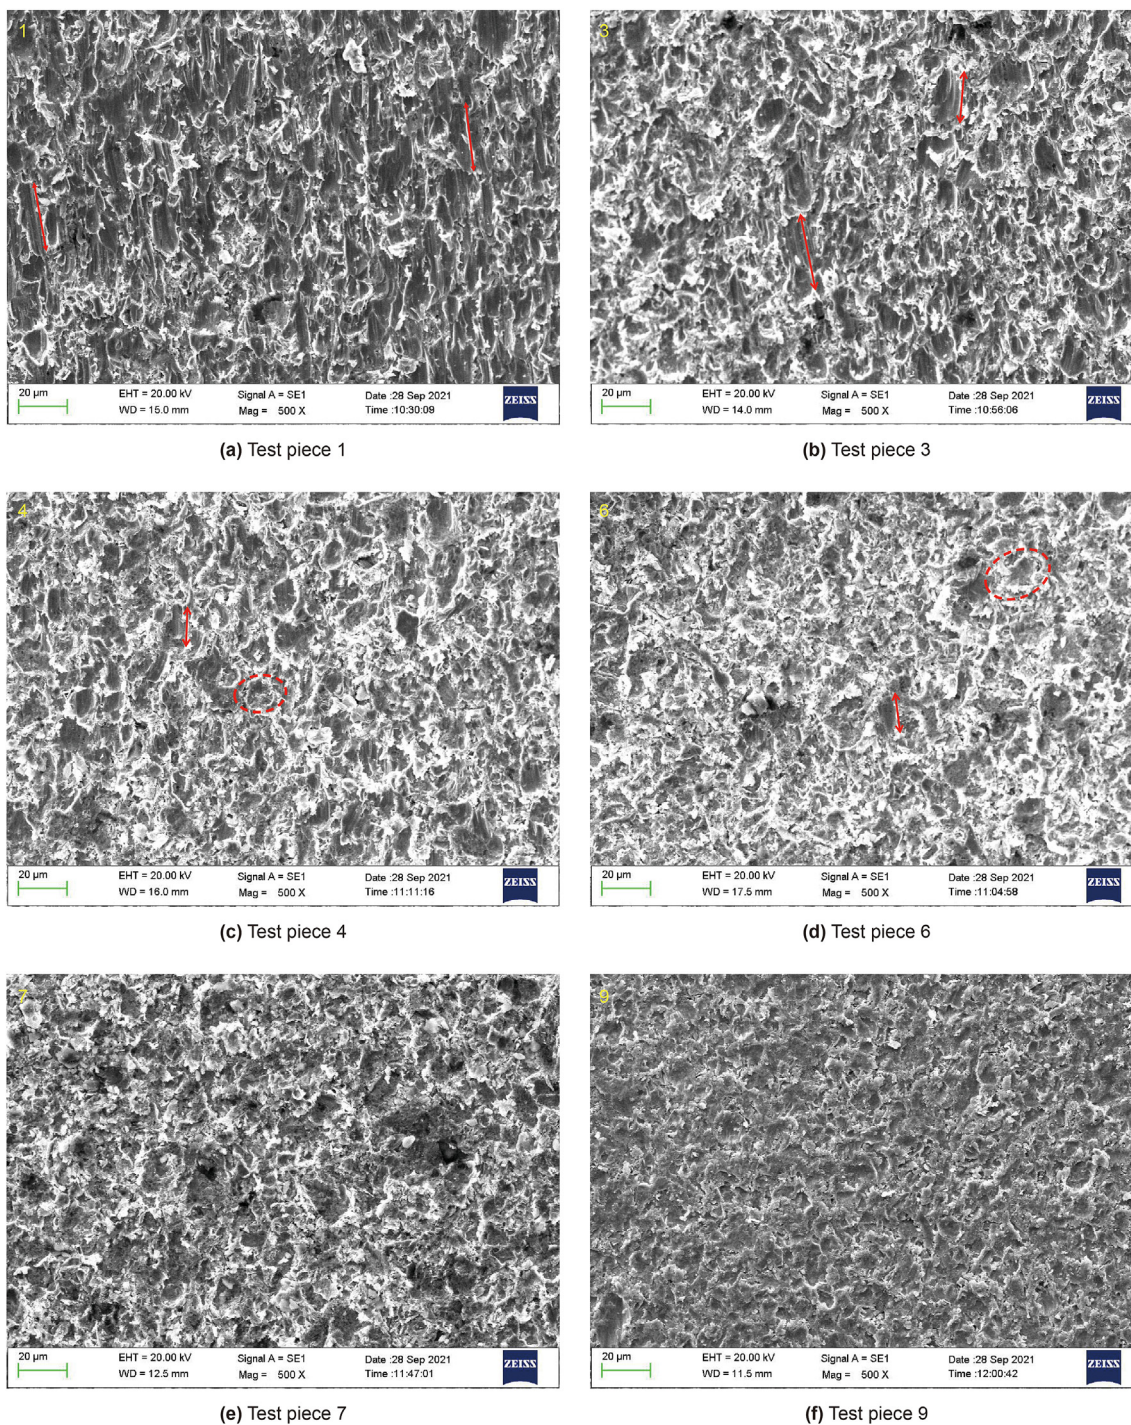 1
20 µm
EHT = 20.00 kV
WD = 15.0 mm
Signal A = SE1
Mag = 500 X
Date :28 Sep 2021
Time :10:30:09
ZEISS
(a) Test piece 1
3
20 µm
EHT = 20.00 kV
WD = 14.0 mm
Signal A = SE1
Mag = 500 X
Date :28 Sep 2021
Time :10:56:06
ZEISS
(b) Test piece 3
4
20 µm
EHT = 20.00 kV
WD = 16.0 mm
Signal A = SE1
Mag = 500 X
Date :28 Sep 2021
Time :11:11:16
ZEISS
(c) Test piece 4
6
20 µm
EHT = 20.00 kV
WD = 17.5 mm
Signal A = SE1
Mag = 500 X
Date :28 Sep 2021
Time :11:04:58
ZEISS
(d) Test piece 6
7
20 µm
EHT = 20.00 kV
WD = 12.5 mm
Signal A = SE1
Mag = 500 X
Date :28 Sep 2021
Time :11:47:01
ZEISS
(e) Test piece 7
9
20 µm
EHT = 20.00 kV
WD = 11.5 mm
Signal A = SE1
Mag = 500 X
Date :28 Sep 2021
Time :12:00:42
ZEISS
(f) Test piece 9